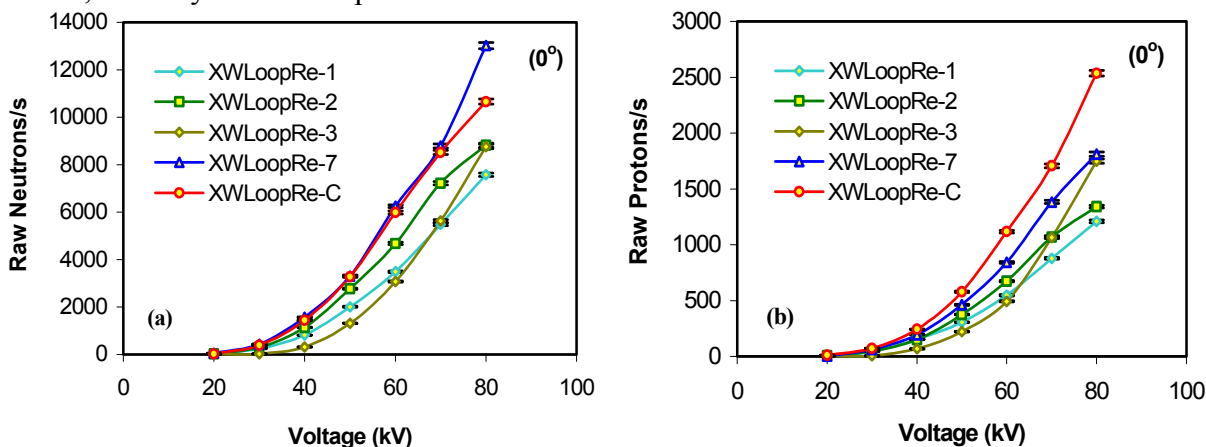 14000
12000
10000
8000
6000
4000
2000
0
Raw Neutrons/s
XWLoopRe-1
XWLoopRe-2
XWLoopRe-3
XWLoopRe-7
XWLoopRe-C
(0°)
(a)
0 20 40 60 80 100
Voltage (kV)
3000
2500
2000
1500
1000
500
0
Raw Protons/s
XWLoopRe-1
XWLoopRe-2
XWLoopRe-3
XWLoopRe-7
XWLoopRe-C
(0°)
(b)
0 20 40 60 80 100
Voltage (kV)